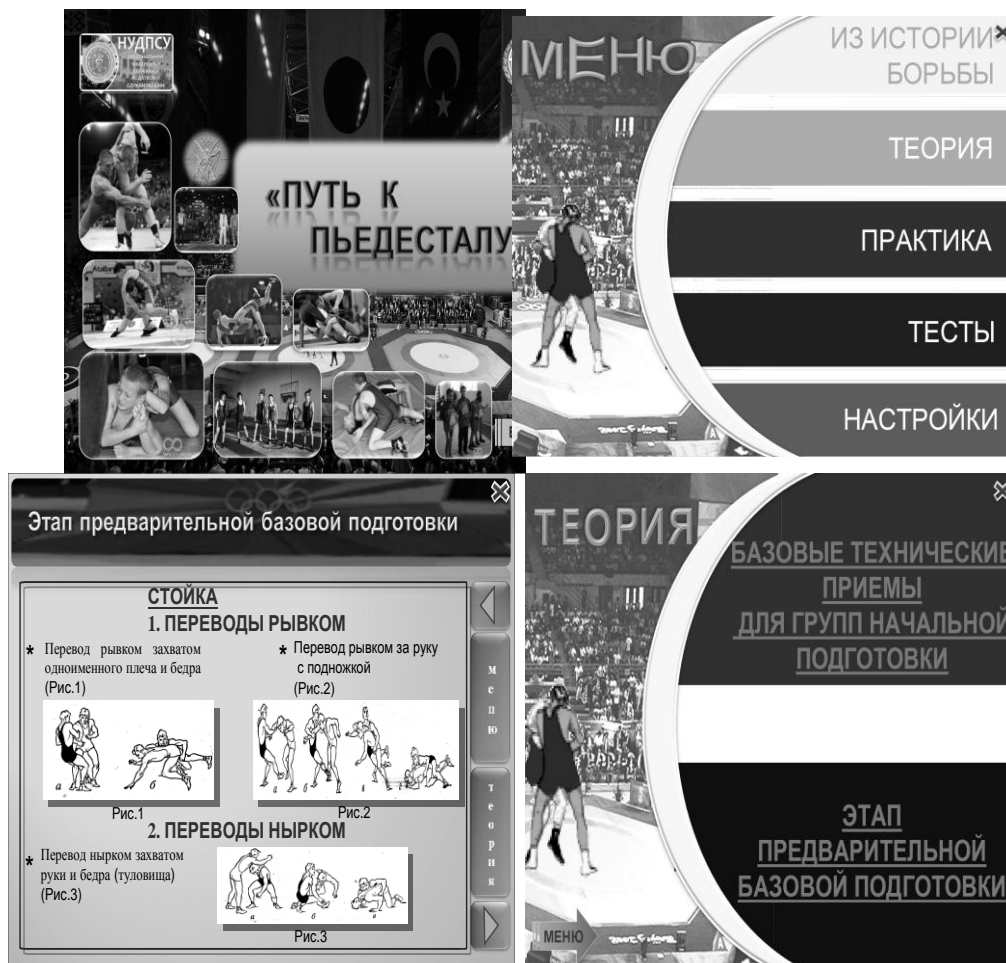 НУДПСУ
«ПУТЬ К
ПЬЕДЕСТАЛУ
МЕНЮ
ИЗ ИСТОРИИ
БОРЬБЫ
ТЕОРИЯ
ПРАКТИКА
ТЕСТЫ
НАСТРОЙКИ
Этап предварительной базовой подготовки
СТОЙКА
1. ПЕРЕВОДЫ РЫВКОМ
* Перевод рывком захватом
одноименного плеча и бедра
(Рис.1)
* Перевод рывком за руку
с подножкой
(Рис.2)
а б
а б в г
Рис.1
Рис.2
2. ПЕРЕВОДЫ НЫРКОМ
* Перевод нырком захватом
руки и бедра (туловища)
(Рис.3)
а б в
Рис.3
меню
теория
ТЕОРИЯ
БАЗОВЫЕ ТЕХНИЧЕСКИЕ
ПРИЕМЫ
ДЛЯ ГРУПП НАЧАЛЬНОЙ
ПОДГОТОВКИ
ЭТАП
ПРЕДВАРИТЕЛЬНОЙ
БАЗОВОЙ ПОДГОТОВКИ
МЕНЮ